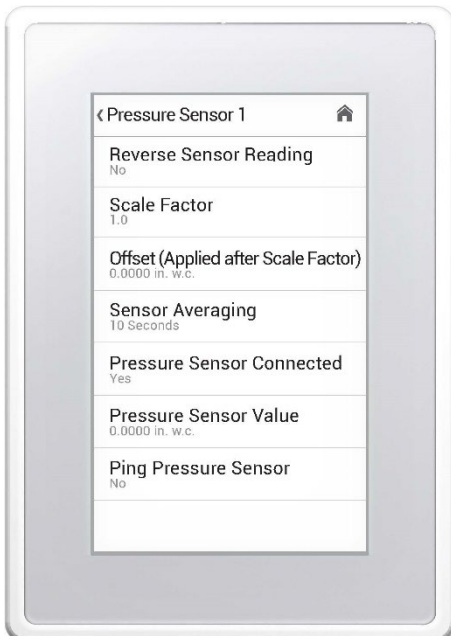 Pressure Sensor 1
Reverse Sensor Reading
No
Scale Factor
1.0
Offset (Applied after Scale Factor)
0.0000 in. w.c.
Sensor Averaging
10 Seconds
Pressure Sensor Connected
Yes
Pressure Sensor Value
0.0000 in. w.c.
Ping Pressure Sensor
No